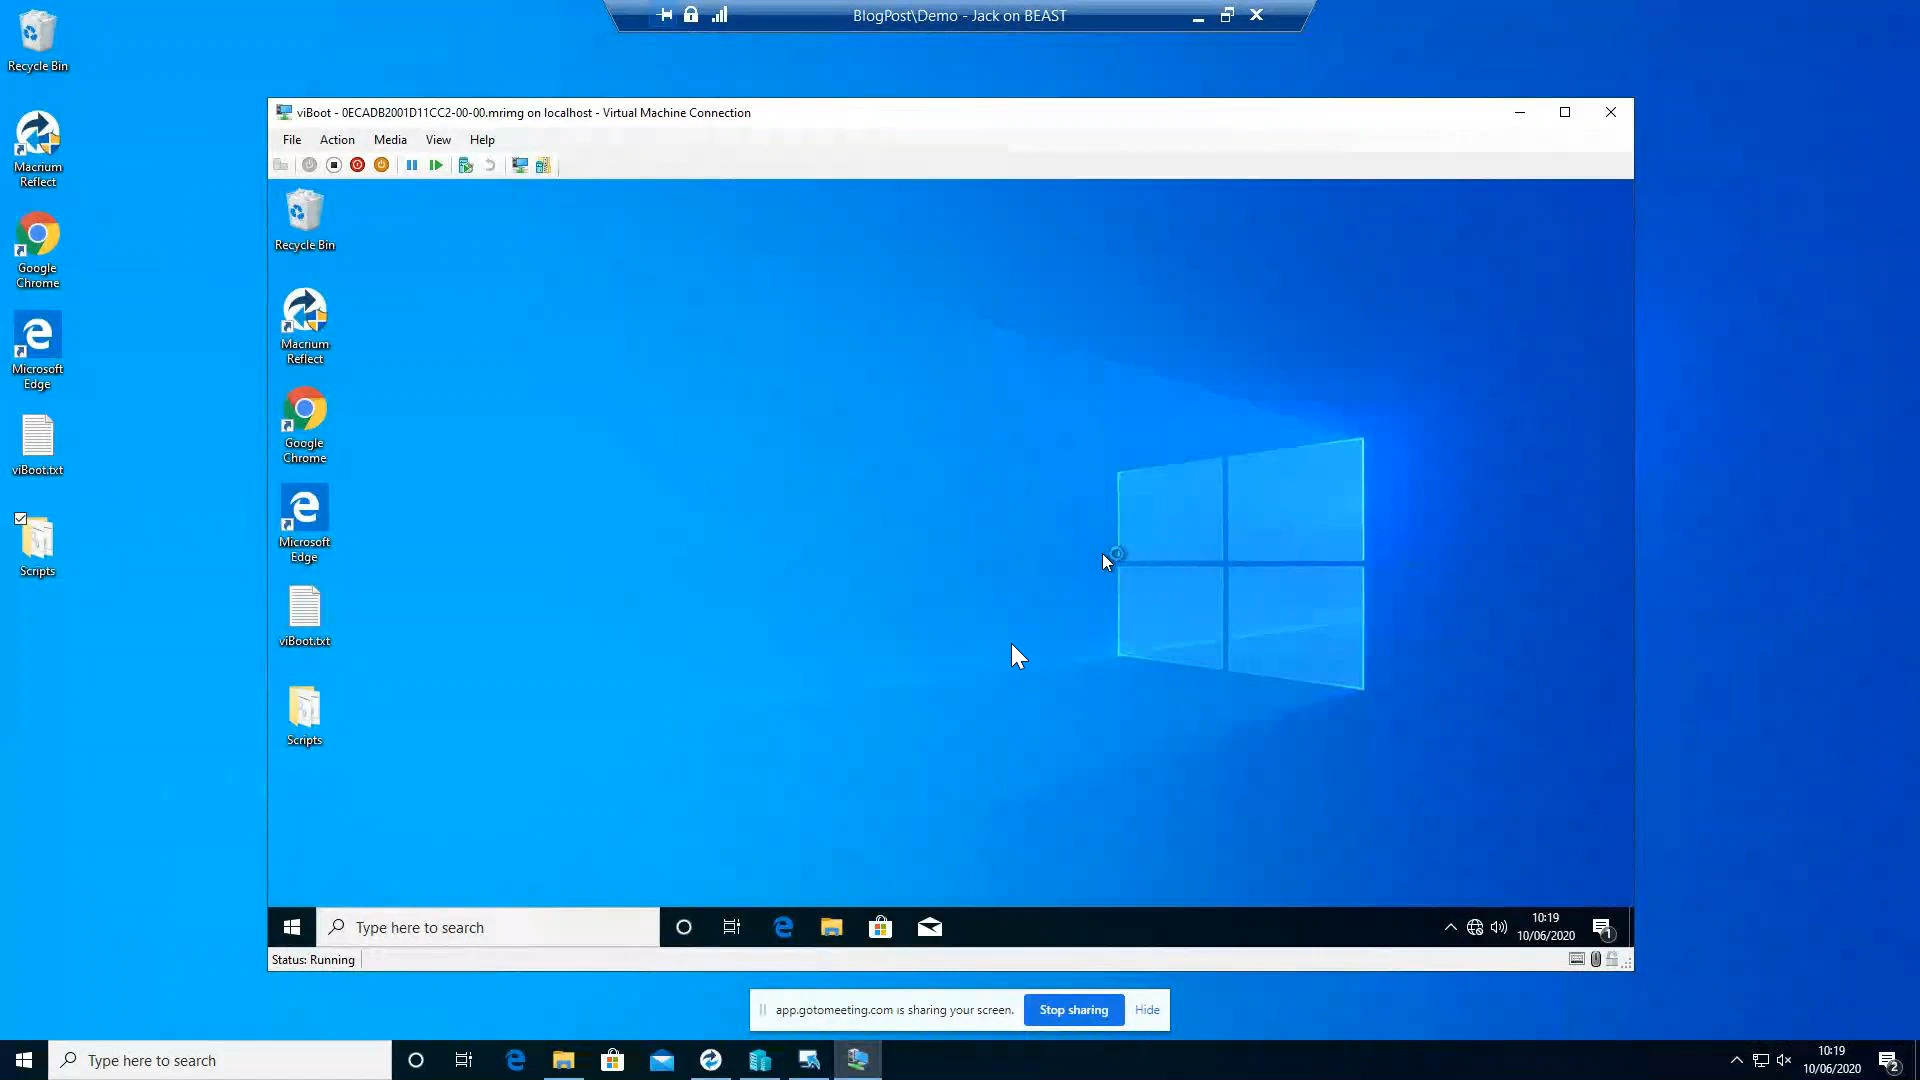 BlogPost\Demo - Jack on BEAST
Recycle Bin
Macrium
Reflect
Google
Chrome
Microsoft
Edge
viBoot.txt
Scripts
viBoot - 0ECADB2001D11CC2-00-00.mrimg on localhost - Virtual Machine Connection
File Action Media View Help
Recycle Bin
Macrium
Reflect
Google
Chrome
Microsoft
Edge
viBoot.txt
Scripts
Type here to search
10:19
10/06/2020
1
Status: Running
app.gotomeeting.com is sharing your screen. Stop sharing Hide
Type here to search
10:19
10/06/2020
2